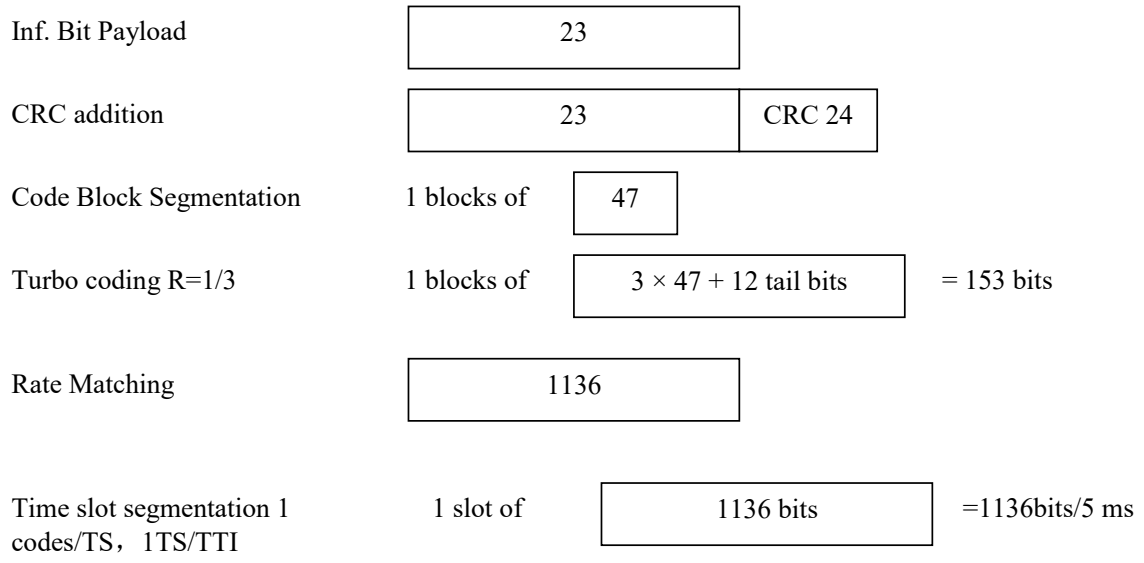 Inf. Bit Payload 23
CRC addition 23 CRC 24
Code Block Segmentation 1 blocks of 47
Turbo coding R=1/3 1 blocks of 3 × 47 + 12 tail bits = 153 bits
Rate Matching 1136
Time slot segmentation 1 1 slot of 1136 bits =1136bits/5 ms
codes/TS，1TS/TTI